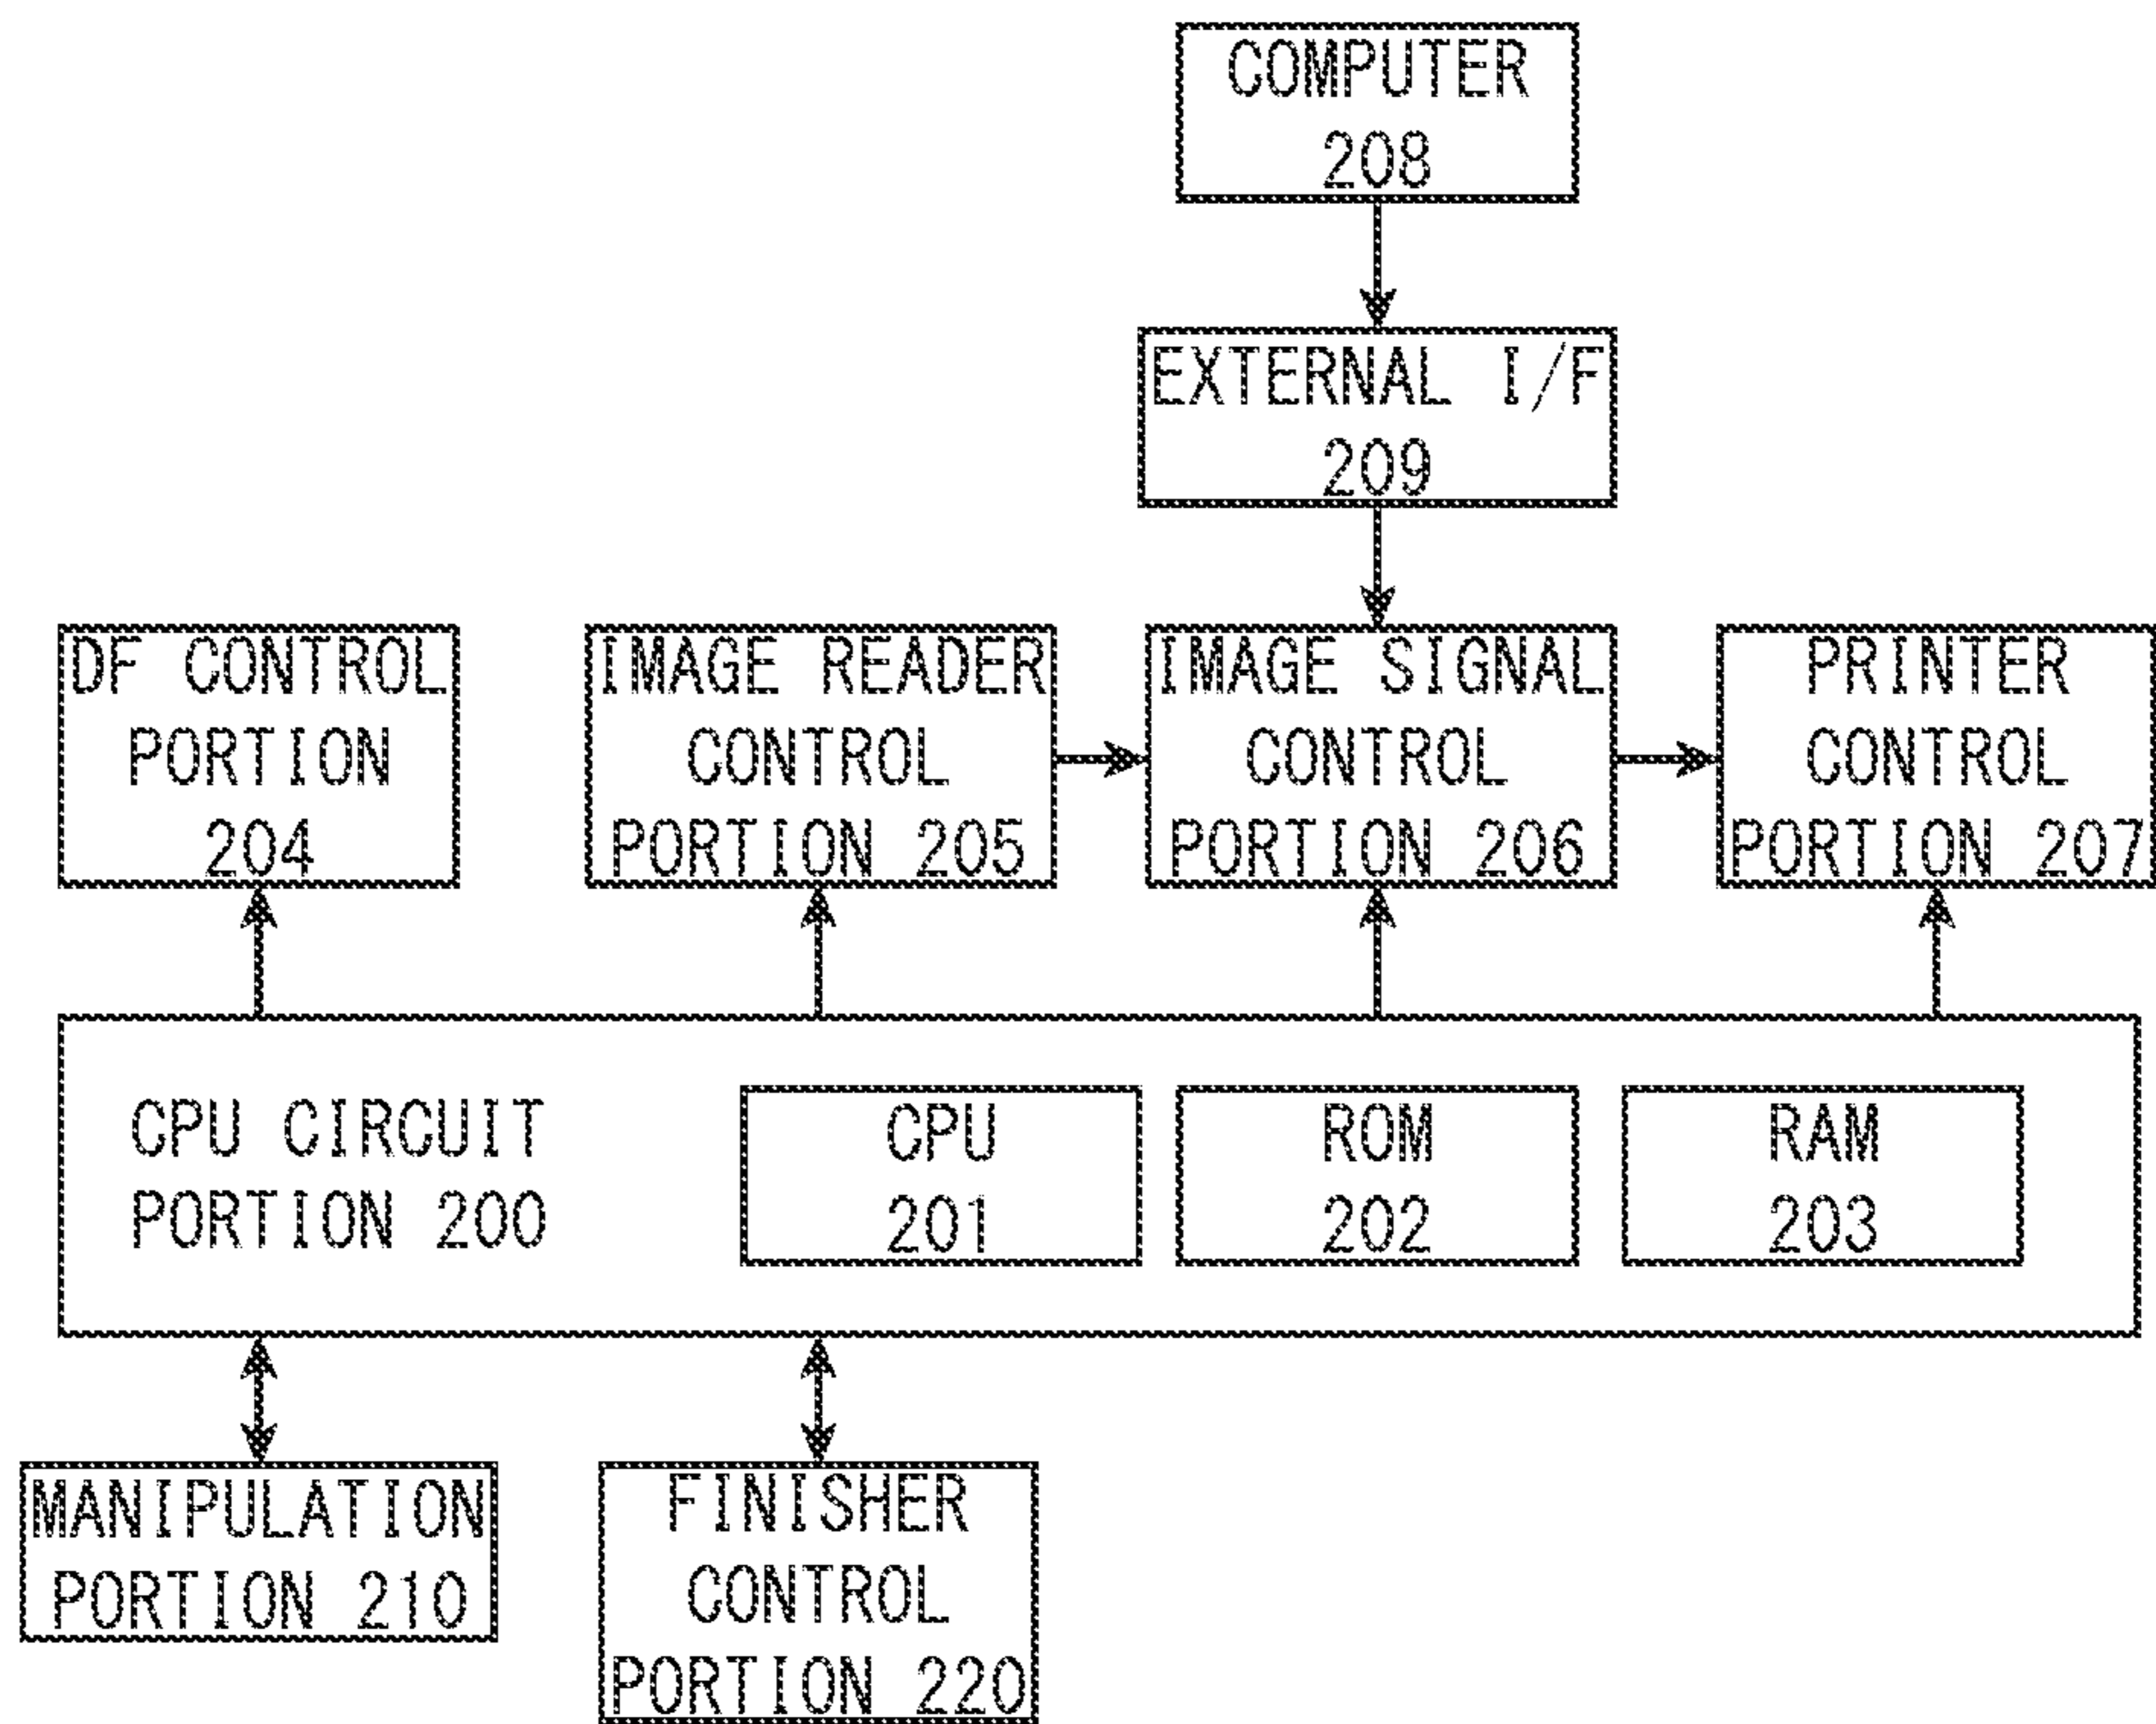 COMPUTER
208
EXTERNAL I/F
209
DF CONTROL
PORTION
204
IMAGE READER
CONTROL
PORTION 205
IMAGE SIGNAL
CONTROL
PORTION 206
PRINTER
CONTROL
PORTION 207
CPU CIRCUIT
PORTION 200
CPU
201
ROM
202
RAM
203
MANIPULATION
PORTION 210
FINISHER
CONTROL
PORTION 220